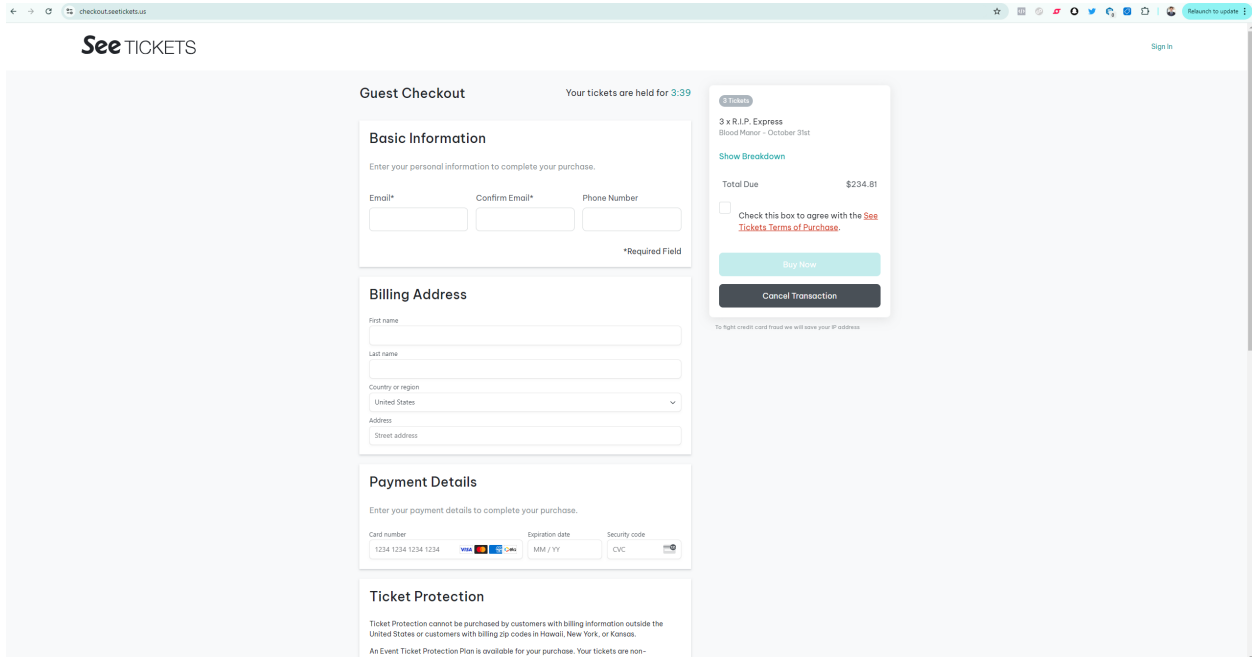 checkout.seetickets.us
Relaunch to update
See TICKETS
Sign In
Guest Checkout
Your tickets are held for 3:39
Basic Information
Enter your personal information to complete your purchase.
Email*
Confirm Email*
Phone Number
*Required Field
Billing Address
First name
Last name
Country or region
United States
Address
Street address
Payment Details
Enter your payment details to complete your purchase.
Card number
Expiration date
Security code
1234 1234 1234 1234
VISA
MM / YY
CVC
Ticket Protection
Ticket Protection cannot be purchased by customers with billing information outside the
United States or customers with billing zip codes in Hawaii, New York, or Kansas.
An Event Ticket Protection Plan is available for your purchase. Your tickets are non-
3 Tickets
3 x R.I.P. Express
Blood Manor - October 31st
Show Breakdown
Total Due
$234.81
Check this box to agree with the See
Tickets Terms of Purchase.
Buy Now
Cancel Transaction
To fight credit card fraud we will save your IP address